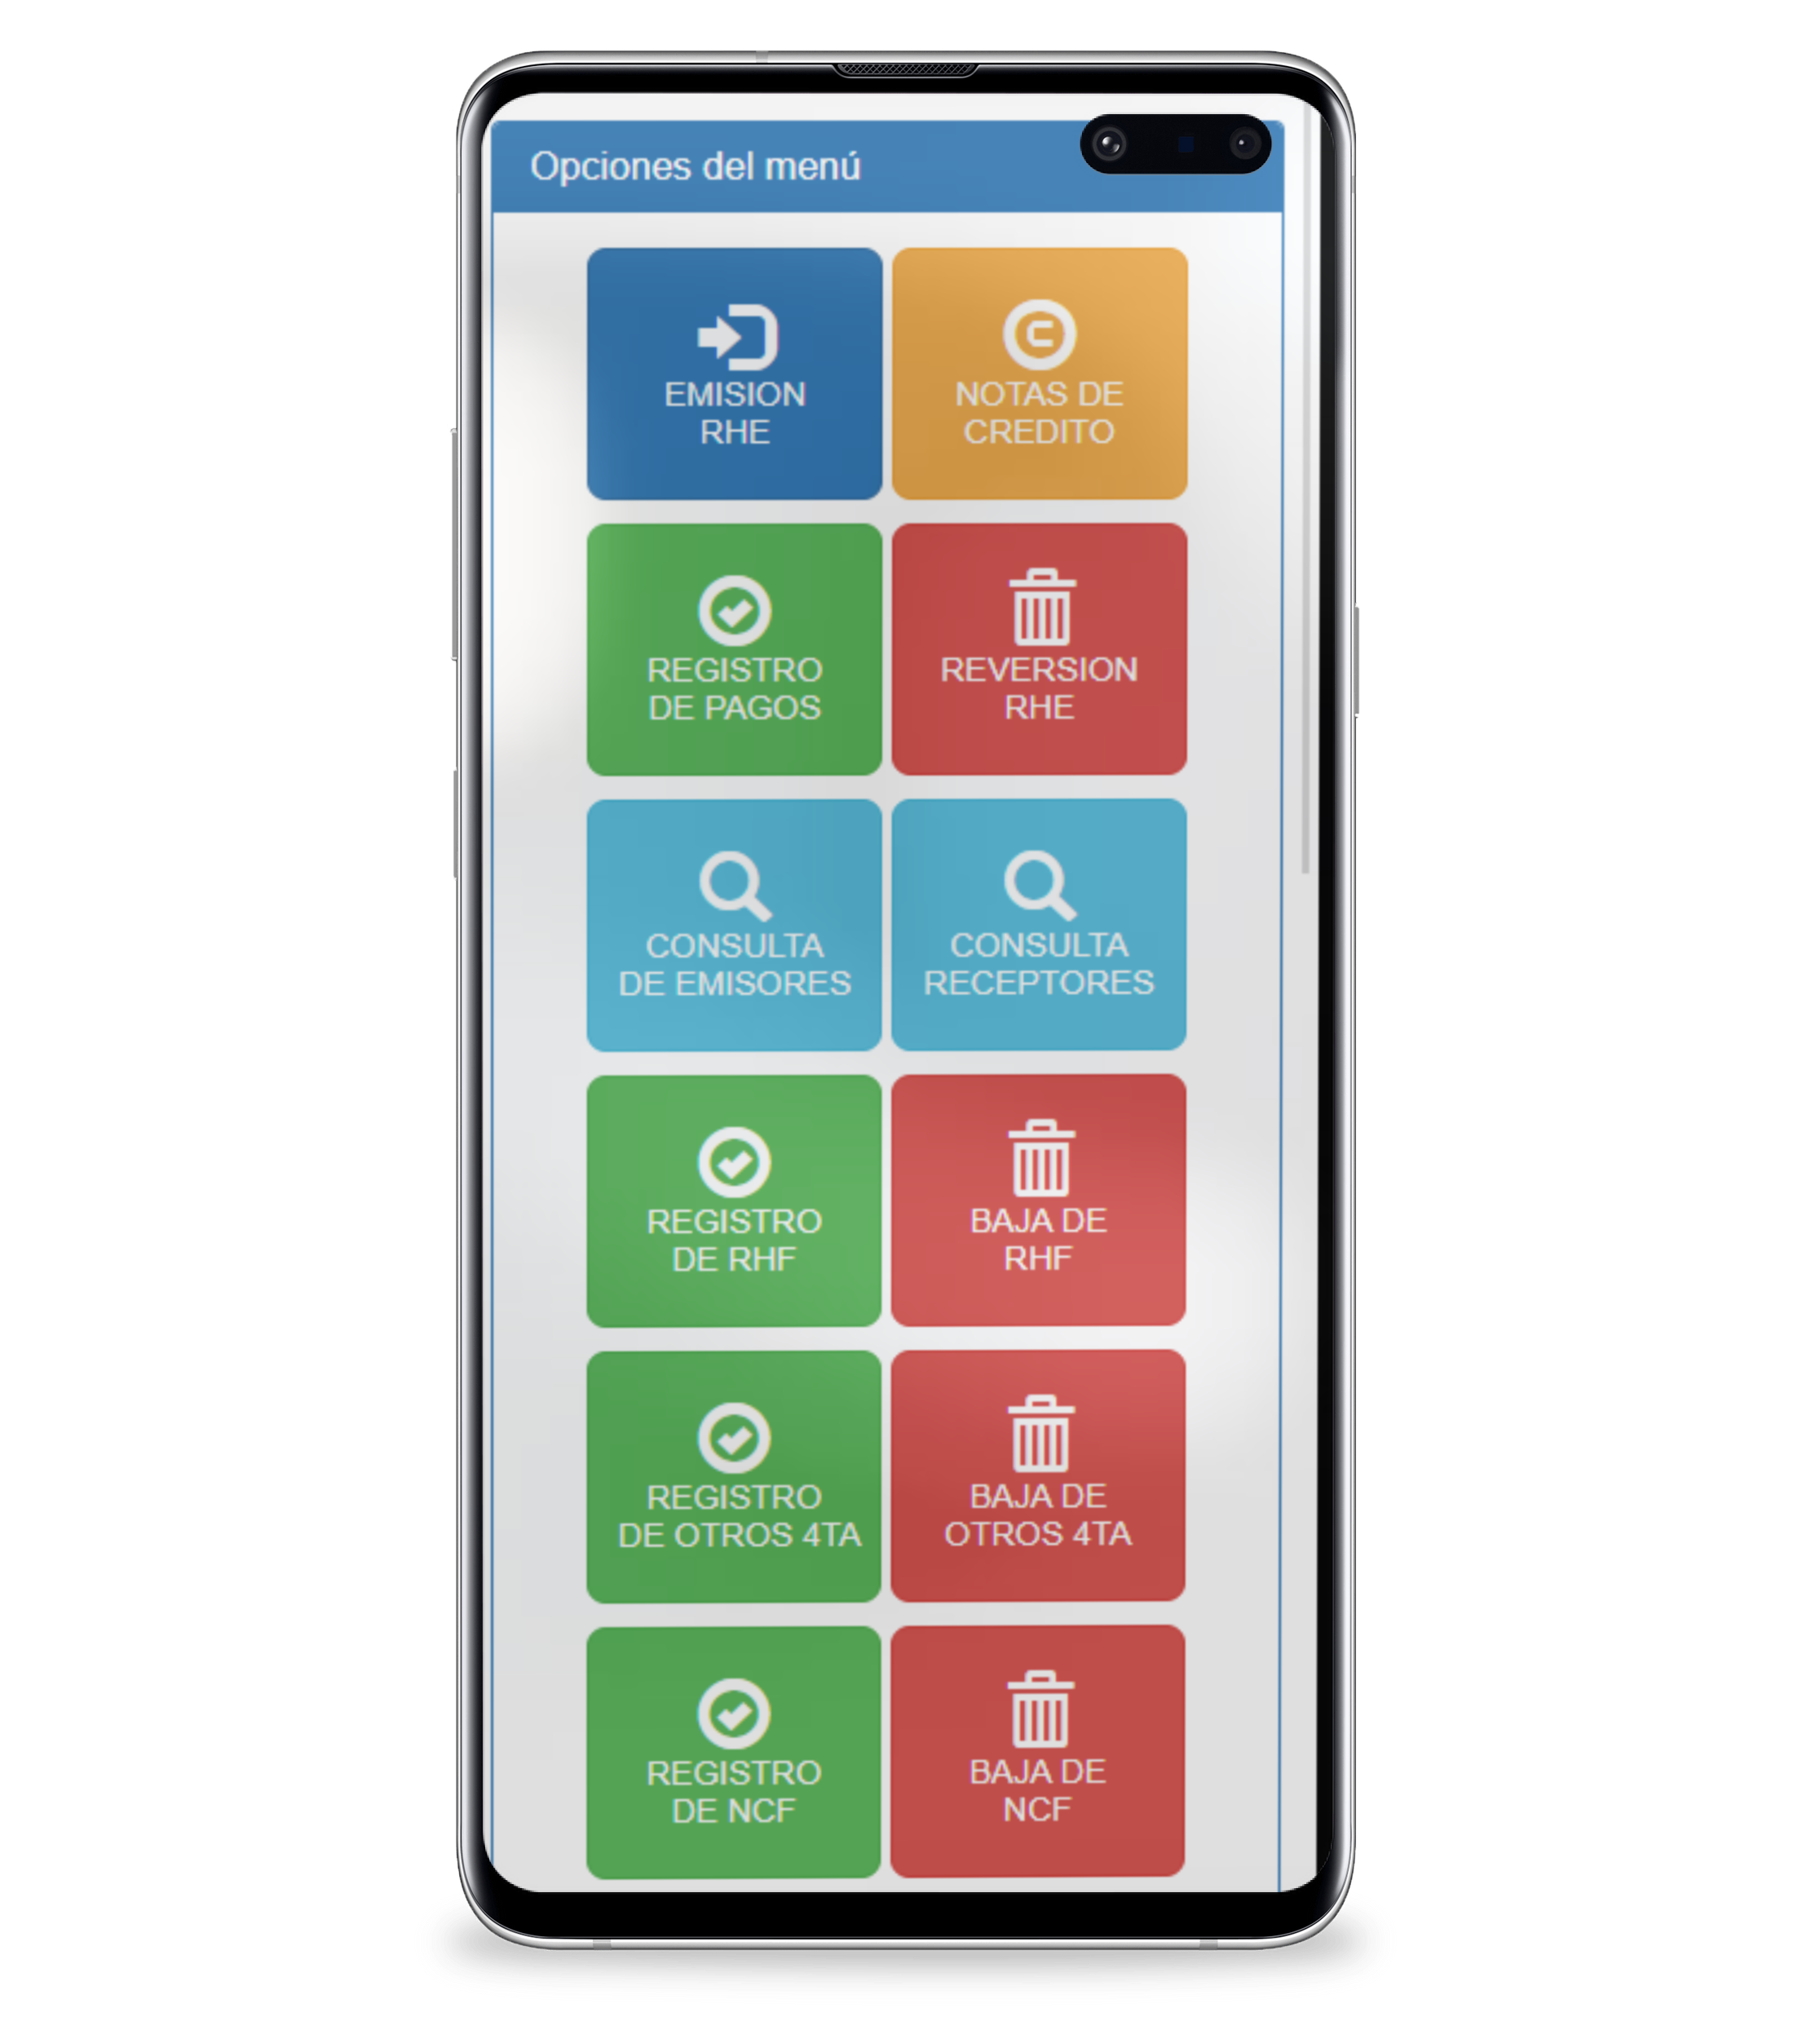 Opciones del menú
EMISION
RHE
NOTAS DE
CREDITO
REGISTRO
DE PAGOS
REVERSION
RHE
CONSULTA
DE EMISORES
CONSULTA
RECEPTORES
REGISTRO
DE RHF
BAJA DE
RHF
REGISTRO
DE OTROS 4TA
BAJA DE
OTROS 4TA
REGISTRO
DE NCF
BAJA DE
NCF